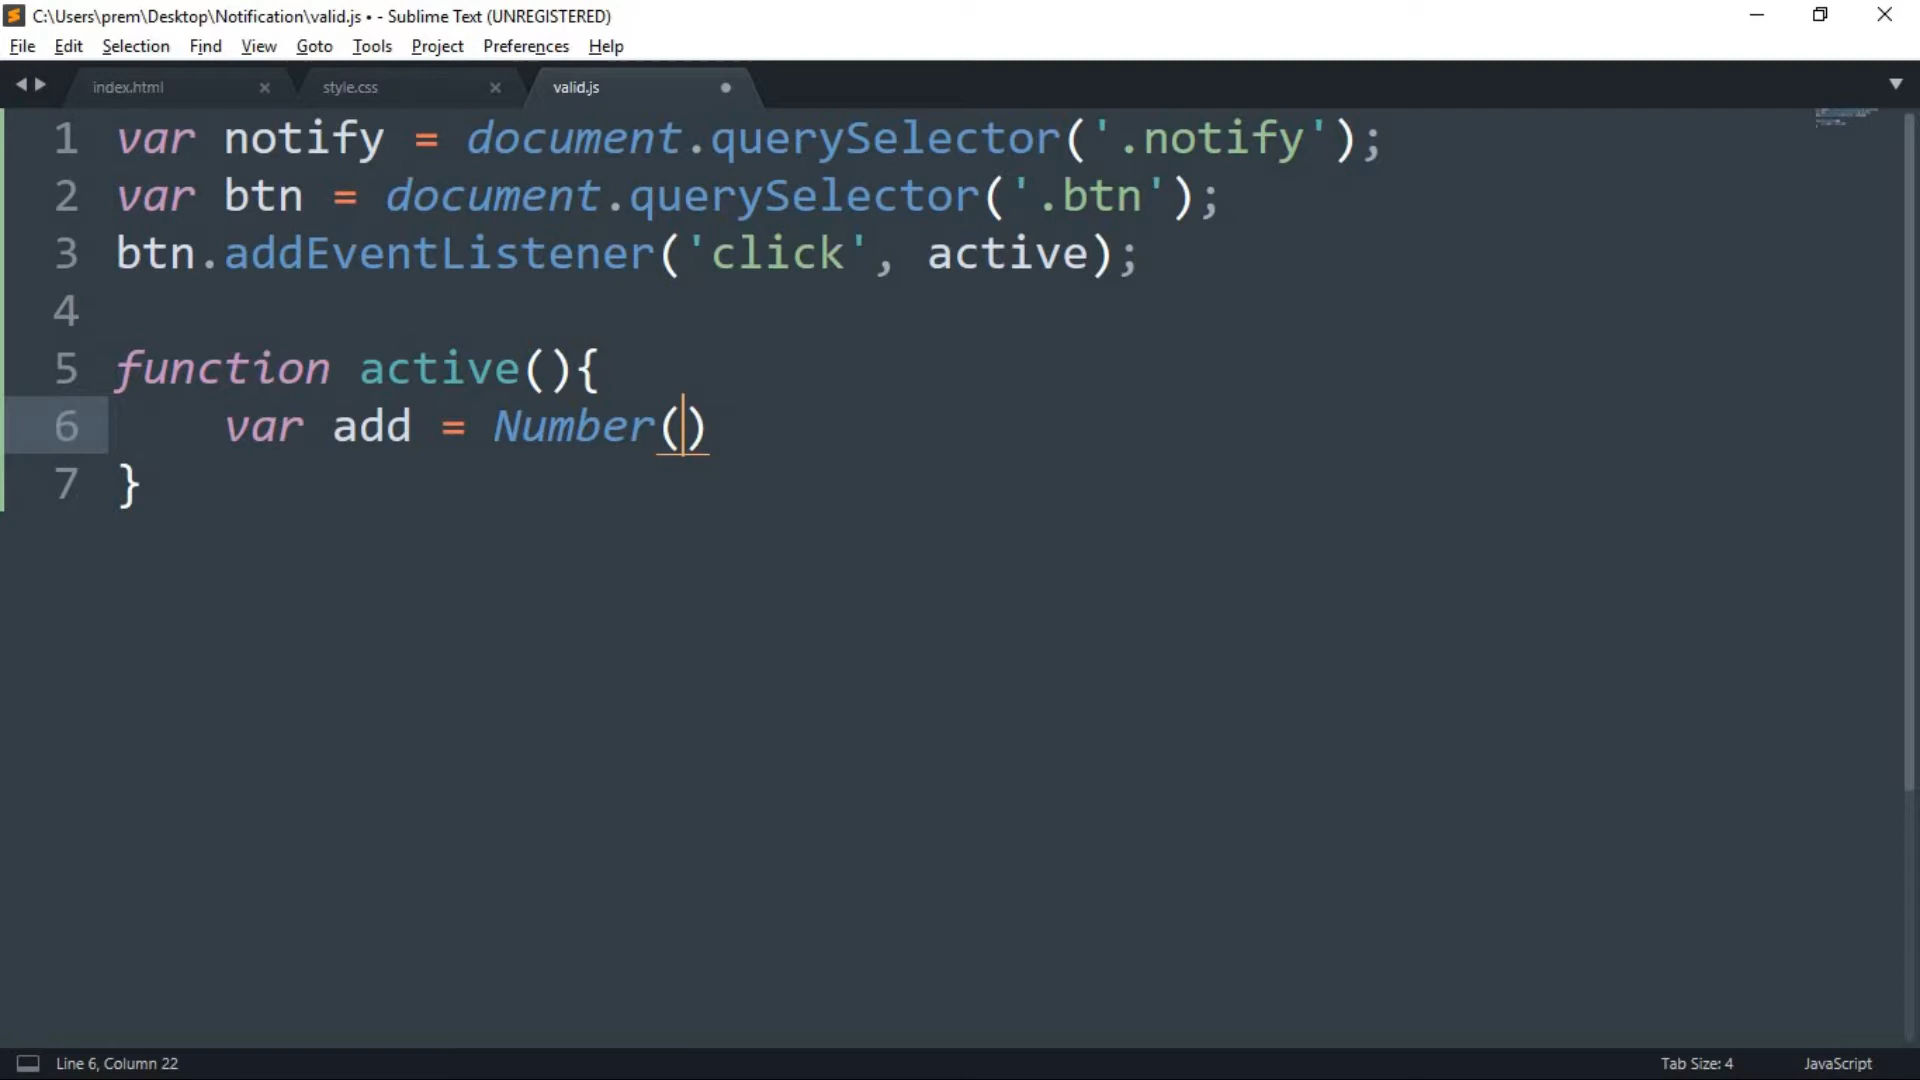 C:\Users\prem\Desktop\Notification\valid.js • - Sublime Text (UNREGISTERED)
File Edit Selection Find View Goto Tools Project Preferences Help
index.html style.css valid.js
1 var notify = document.querySelector('.notify');
2 var btn = document.querySelector('.btn');
3 btn.addEventListener('click', active);
4
5 function active(){
6 var add = Number()
7 }
Line 6, Column 22 Tab Size: 4 JavaScript